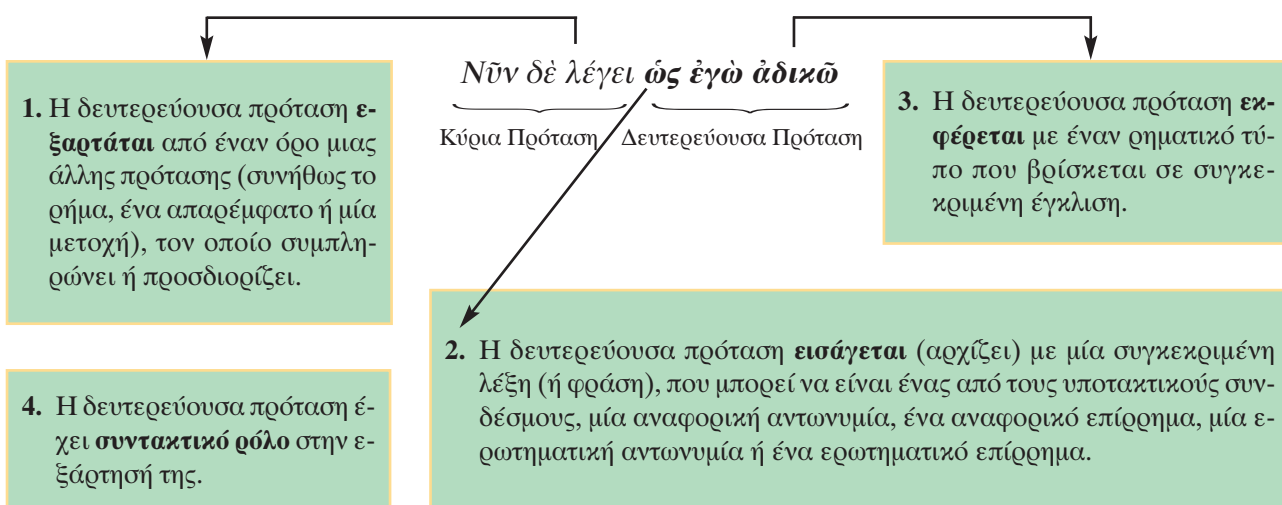 Νῦν δὲ λέγει ὡς ἐγὼ ἀδικῶ
Κύρια Πρόταση Δευτερεύουσα Πρόταση
1. Η δευτερεύουσα πρόταση ε-
ξαρτάται από έναν όρο μιας
άλλης πρότασης (συνήθως το
ρήμα, ένα απαρέμφατο ή μία
μετοχή), τον οποίο συμπλη-
ρώνει ή προσδιορίζει.
3. Η δευτερεύουσα πρόταση εκ-
φέρεται με έναν ρηματικό τύ-
πο που βρίσκεται σε συγκε-
κριμένη έγκλιση.
2. Η δευτερεύουσα πρόταση εισάγεται (αρχίζει) με μία συγκεκριμένη
λέξη (ή φράση), που μπορεί να είναι ένας από τους υποτακτικούς συν-
δέσμους, μία αναφορική αντωνυμία, ένα αναφορικό επίρρημα, μία ε-
ρωτηματική αντωνυμία ή ένα ερωτηματικό επίρρημα.
4. Η δευτερεύουσα πρόταση έ-
χει συντακτικό ρόλο στην ε-
ξάρτησή της.